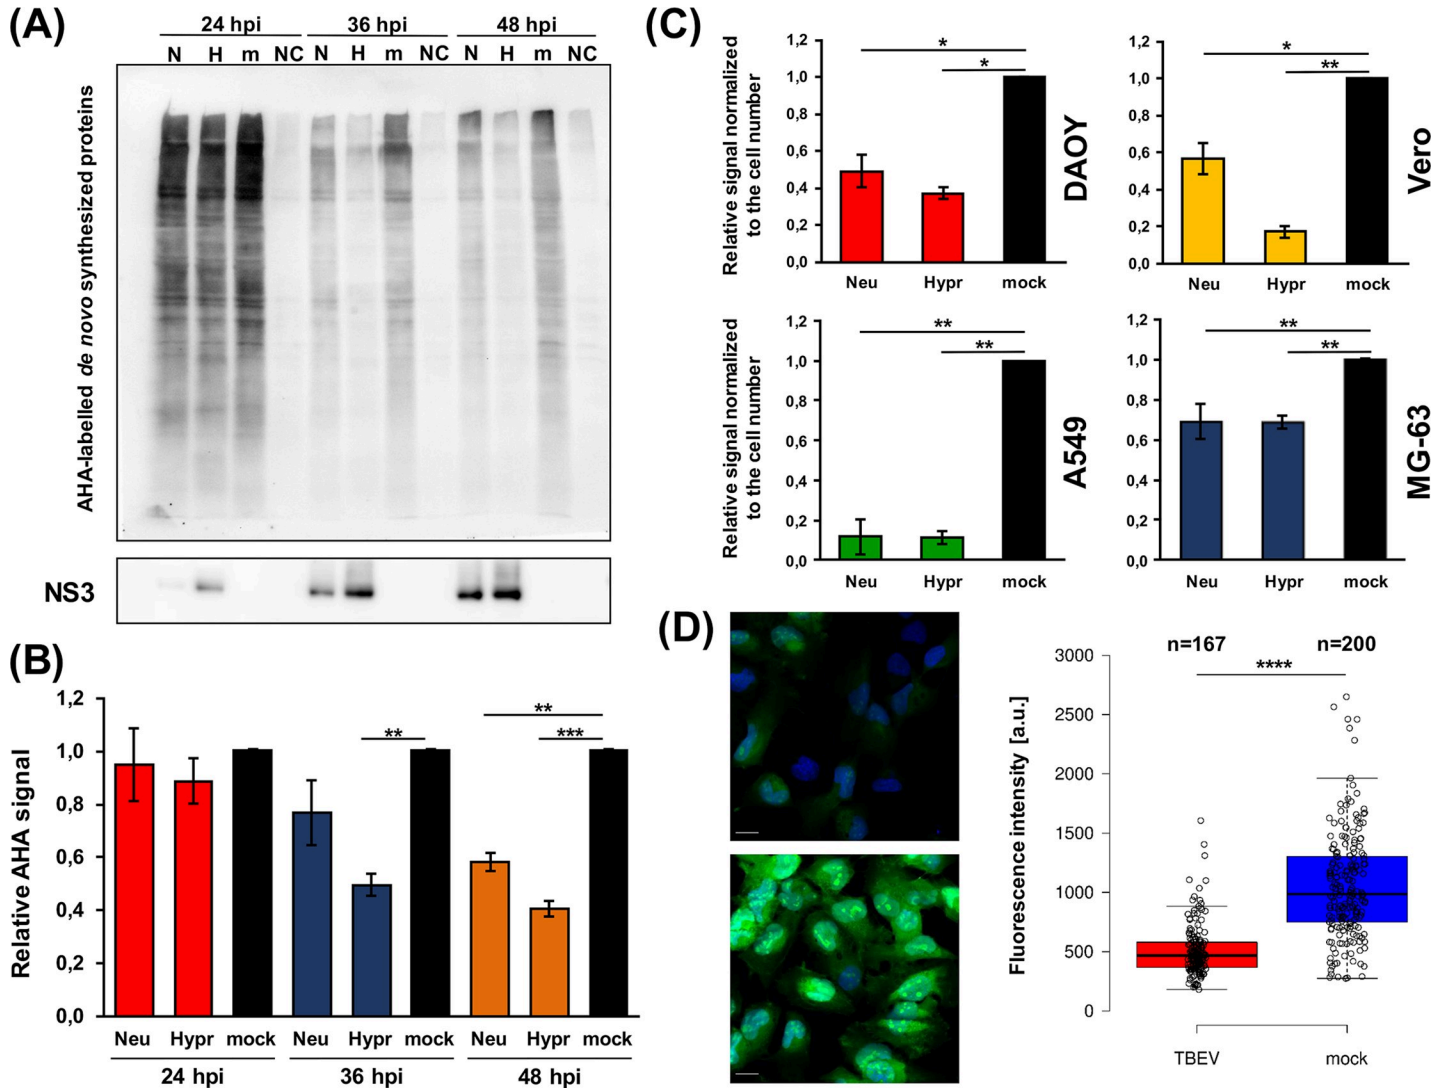 (A)
24 hpi 36 hpi 48 hpi
N H m NC N H m NC N H m NC
AHA-labelled de novo synthesized proteins
NS3
(B)
Relative AHA signal
1,2
1,0
0,8
0,6
0,4
0,2
0,0
** ** ***
Neu Hypr mock Neu Hypr mock Neu Hypr mock
24 hpi 36 hpi 48 hpi
(C)
Relative signal normalized
to the cell number
1,2
1,0
0,8
0,6
0,4
0,2
0,0
*
*
Neu Hypr mock
DAOY
1,2
1,0
0,8
0,6
0,4
0,2
0,0
*
**
Neu Hypr mock
Vero
Relative signal normalized
to the cell number
1,2
1,0
0,8
0,6
0,4
0,2
0,0
**
**
Neu Hypr mock
A549
1,2
1,0
0,8
0,6
0,4
0,2
0,0
**
**
Neu Hypr mock
MG-63
(D)
Fluorescence intensity [a.u.]
n=167 n=200
****
3000
2500
2000
1500
1000
500
0
TBEV mock